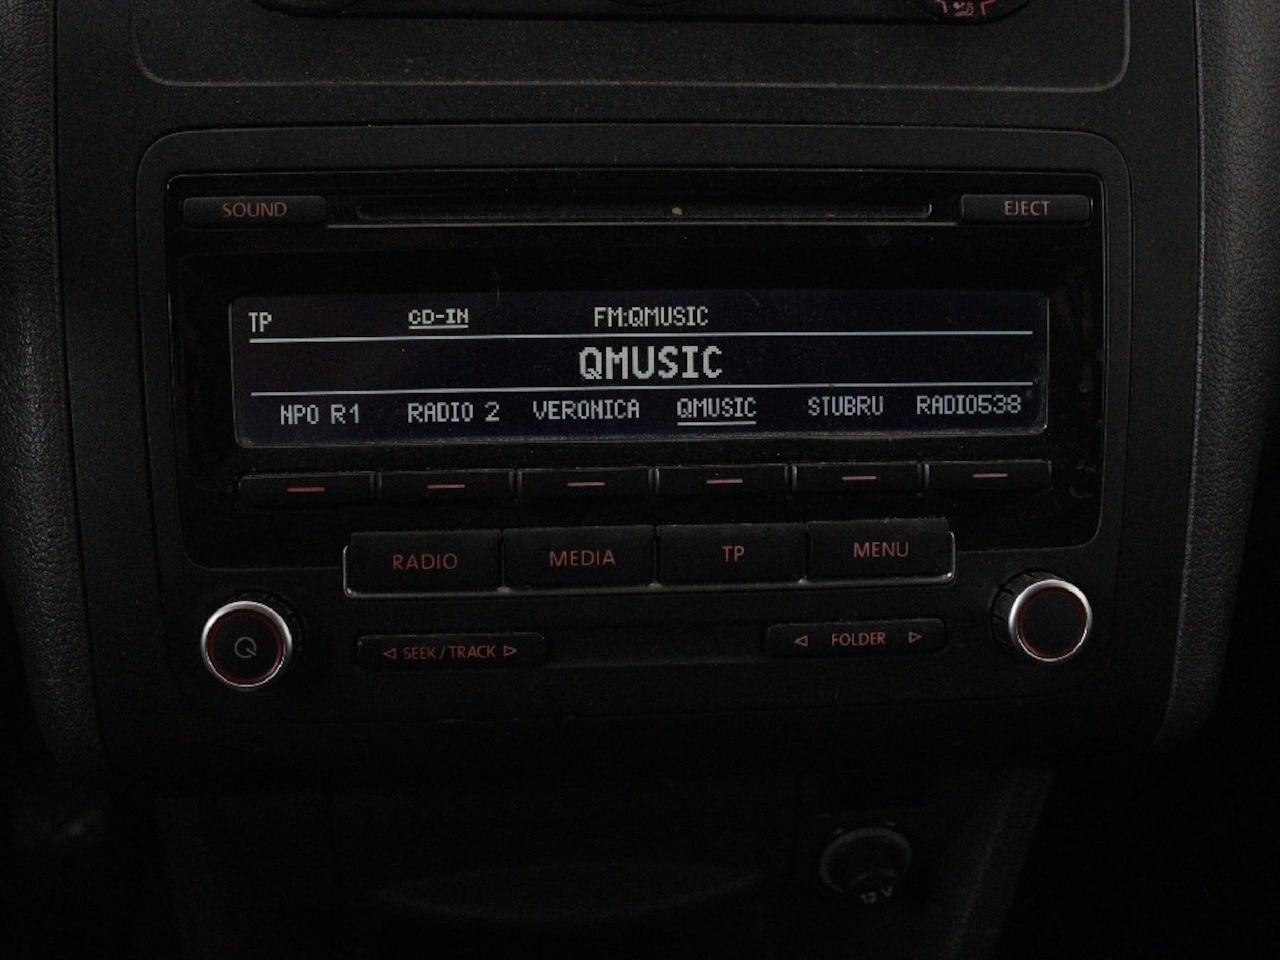 SOUND
EJECT
TP CD-IN FM:QMUSIC
QMUSIC
NPO R1 RADIO 2 VERONICA QMUSIC STUBRU RADIO538
RADIO MEDIA TP MENU
SEEK/TRACK FOLDER
12V